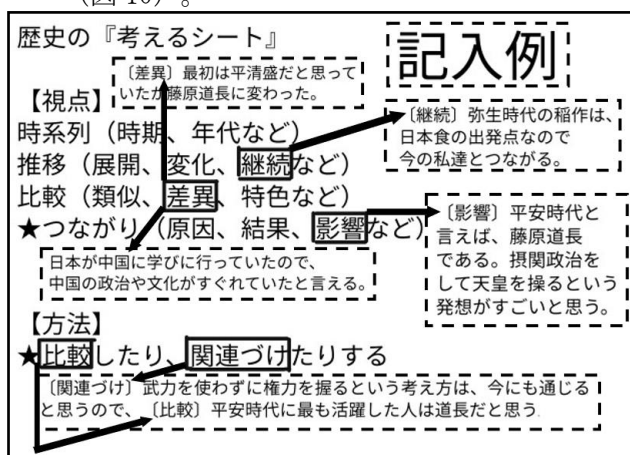 （図 10）。
歴史の『考えるシート』
記入例
〔差異〕最初は平清盛だと思って
いたが藤原道長に変わった。
【視点】
〔継続〕弥生時代の稲作は、
日本食の出発点なので
今の私達とつながる。
時系列（時期、年代など）
推移（展開、変化、継続など）
比較（類似、差異、特色など）
★つながり（原因、結果、影響など）
〔影響〕平安時代と
言えば、藤原道長
である。摂関政治を
して天皇を操るという
発想がすごいと思う。
日本が中国に学びに行っていたので、
中国の政治や文化がすぐれていたと言える。
【方法】
★比較したり、関連づけたりする
〔関連づけ〕武力を使わずに権力を握るという考え方は、今にも通じる
と思うので、〔比較〕平安時代に最も活躍した人は道長だと思う